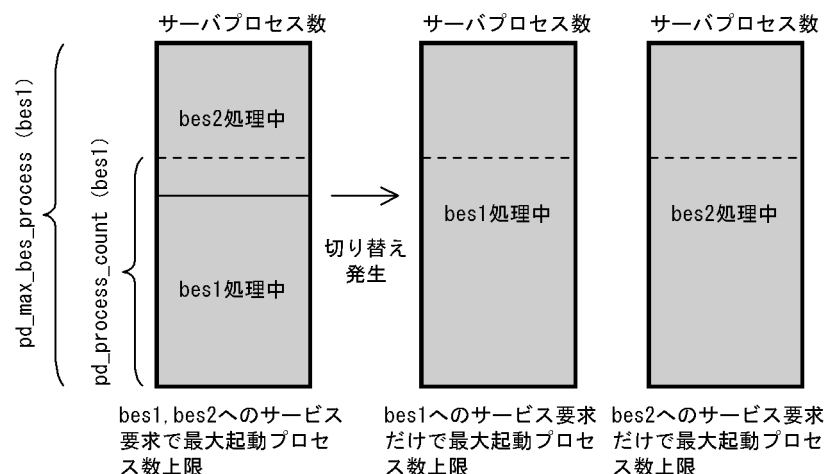 サーバプロセス数
サーバプロセス数
サーバプロセス数
pd_max_bes_process (bes1)
pd_process_count (bes1)
bes2処理中
bes1処理中
切り替え
発生
bes1処理中
bes2処理中
bes1,bes2へのサービス
要求で最大起動プロセ
ス数上限
bes1へのサービス要求
だけで最大起動プロセ
ス数上限
bes2へのサービス要求
だけで最大起動プロセ
ス数上限